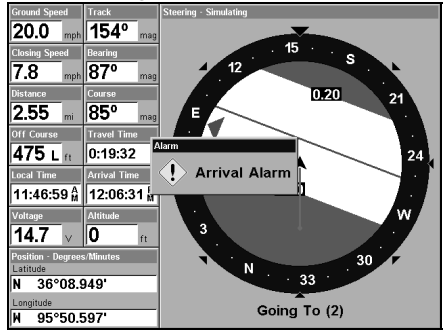 Ground Speed Track Steering - Simulating
20.0 mph 154° mag
Closing Speed Bearing
7.8 mph 87° mag
Distance Course
2.55 mi 85° mag
Off Course Travel Time
475 L ft 0:19:32
Local Time Arrival Time
11:46:59 AM 12:06:31
Voltage Altitude
14.7 V 0 ft
Position - Degrees/Minutes
Latitude
N 36°08.949'
Longitude
W 95°50.597'
12 15 S 21 24 W 30 33 N 3 E
0.20
Alarm
! Arrival Alarm
Going To (2)